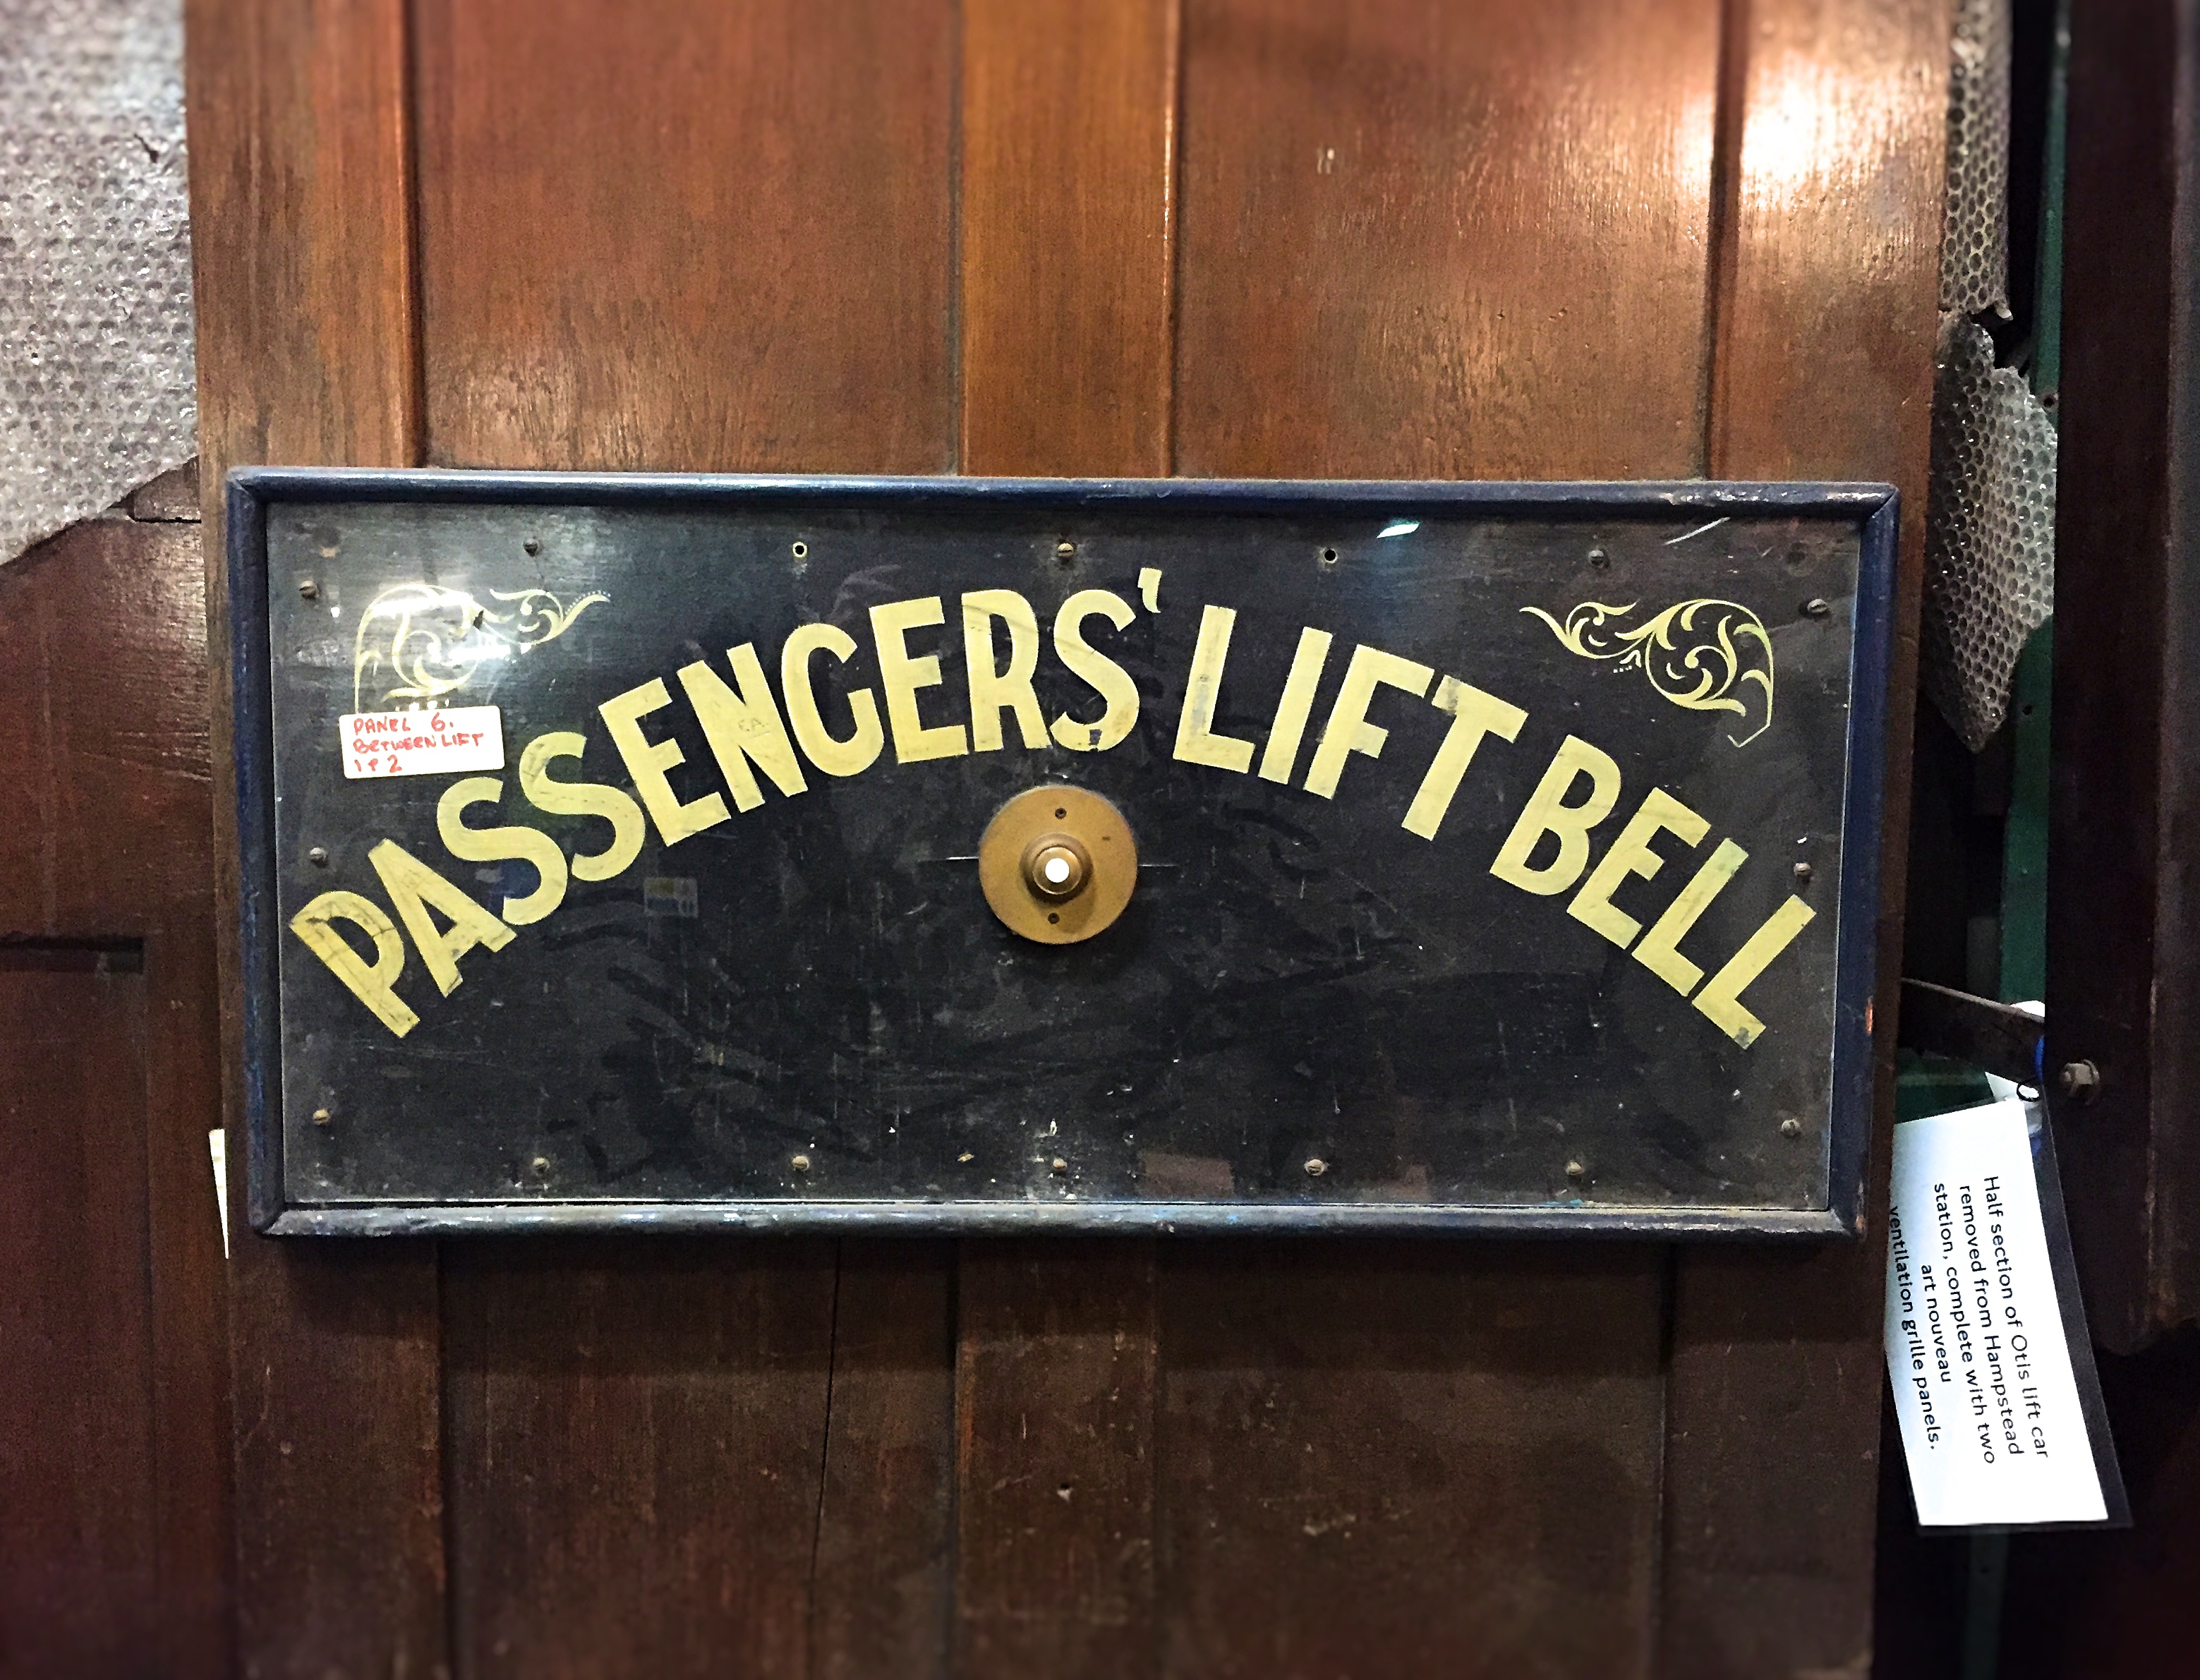 PASSENGERS' LIFT BELL
PANEL 6.
BETWEEN LIFT
1 & 2
Half section of Otis lift car
removed from Hampstead
station, complete with two
art nouveau
ventilation grille panels.